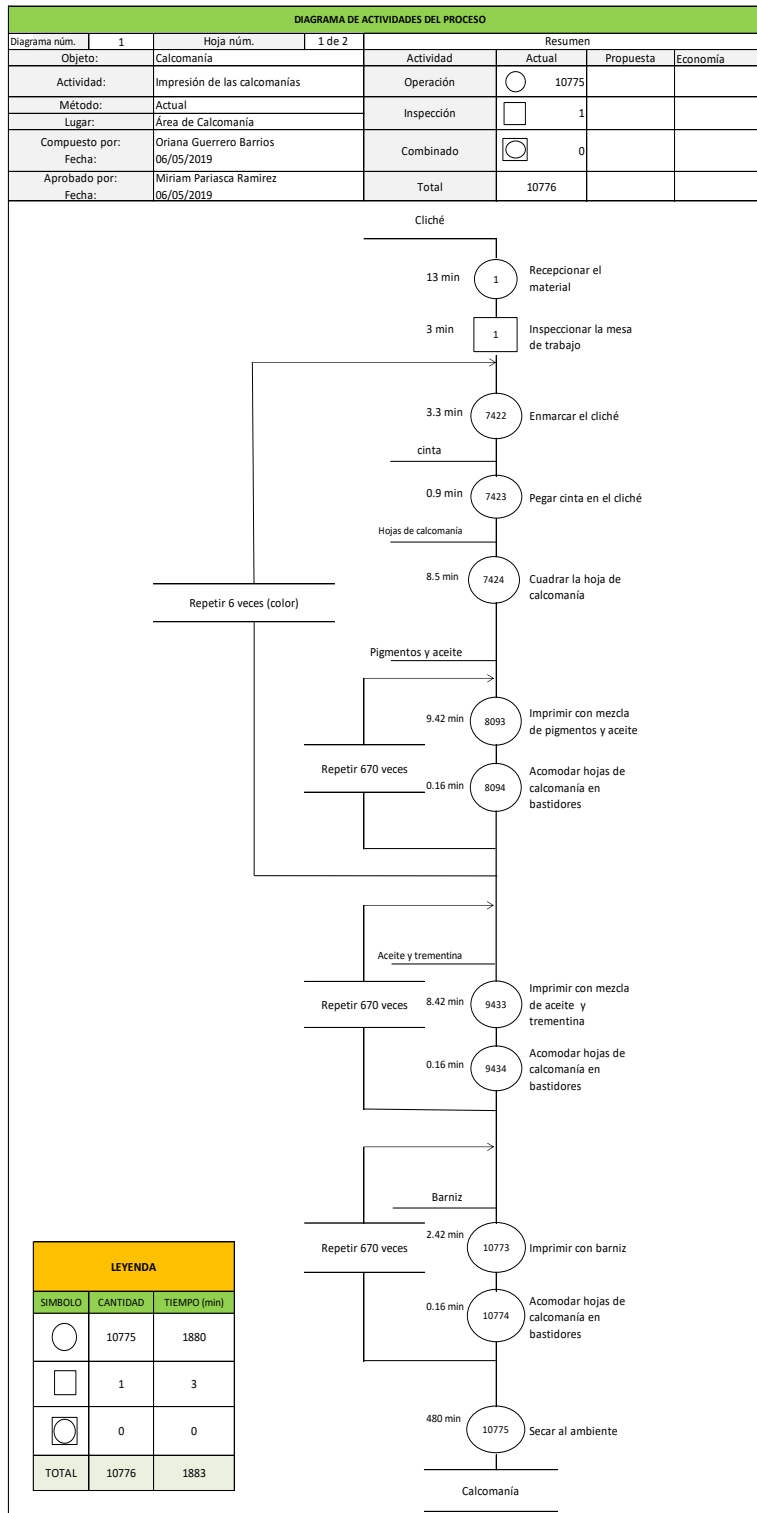 DIAGRAMA DE ACTIVIDADES DEL PROCESO
Diagrama núm. 1 Hoja núm. 1 de 2 Resumen
Objeto: Calcomanía Actividad Actual Propuesta Economía
Actividad: Impresión de las calcomanías Operación 10775
Método: Actual Inspección 1
Lugar: Área de Calcomanía
Compuesto por: Oriana Guerrero Barrios Combinado 0
Fecha: 06/05/2019
Aprobado por: Miriam Pariasca Ramirez Total 10776
Fecha: 06/05/2019
Cliché
13 min 1 Recepcionar el
material
3 min 1 Inspeccionar la mesa
de trabajo
3.3 min 7422 Enmarcar el cliché
cinta
0.9 min 7423 Pegar cinta en el cliché
Hojas de calcomanía
8.5 min 7424 Cuadrar la hoja de
calcomanía
Repetir 6 veces (color)
Pigmentos y aceite
9.42 min 8093 Imprimir con mezcla
de pigmentos y aceite
Repetir 670 veces
0.16 min 8094 Acomodar hojas de
calcomanía en
bastidores
Aceite y trementina
Repetir 670 veces 8.42 min 9433 Imprimir con mezcla
de aceite y
trementina
0.16 min 9434 Acomodar hojas de
calcomanía en
bastidores
Barniz
Repetir 670 veces 2.42 min 10773 Imprimir con barniz
0.16 min 10774 Acomodar hojas de
calcomanía en
bastidores
480 min 10775 Secar al ambiente
Calcomanía
LEYENDA
SIMBOLO CANTIDAD TIEMPO (min)
10775 1880
1 3
0 0
TOTAL 10776 1883